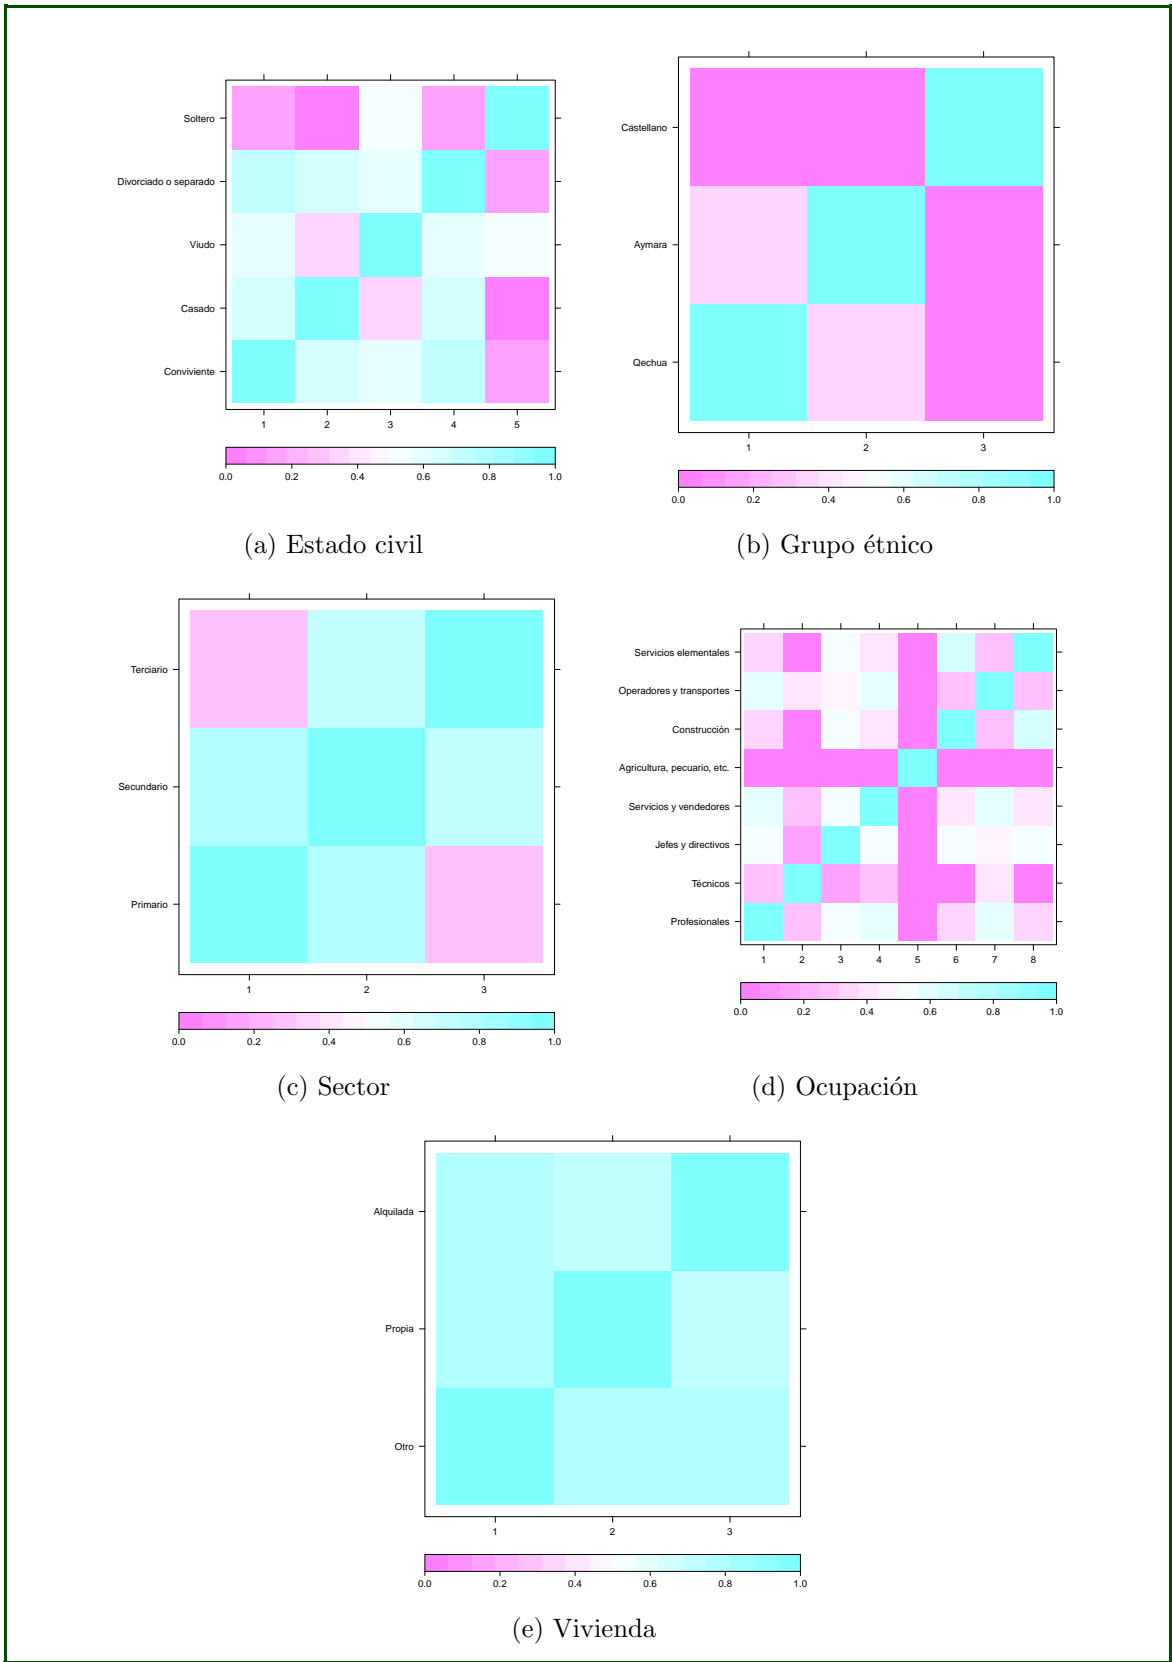 Soltero
Divorciado o separado
Viudo
Casado
Conviviente
1 2 3 4 5
0.0 0.2 0.4 0.6 0.8 1.0
(a) Estado civil
Castellano
Aymara
Qechua
1 2 3
0.0 0.2 0.4 0.6 0.8 1.0
(b) Grupo étnico
Terciario
Secundario
Primario
1 2 3
0.0 0.2 0.4 0.6 0.8 1.0
(c) Sector
Servicios elementales
Operadores y transportes
Construcción
Agricultura, pecuario, etc.
Servicios y vendedores
Jefes y directivos
Técnicos
Profesionales
1 2 3 4 5 6 7 8
0.0 0.2 0.4 0.6 0.8 1.0
(d) Ocupación
Alquilada
Propia
Otro
1 2 3
0.0 0.2 0.4 0.6 0.8 1.0
(e) Vivienda